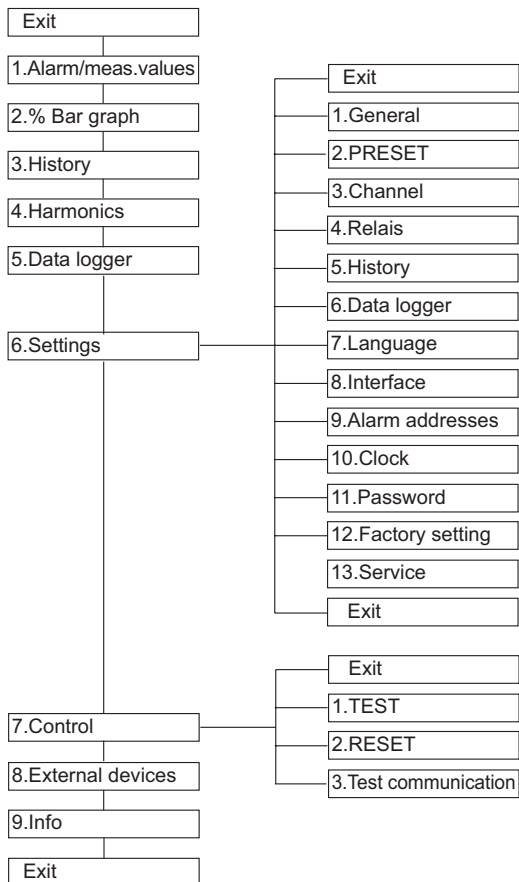 Exit
1.Alarm/meas.values
2.% Bar graph
3.History
4.Harmonics
5.Data logger
6.Settings
7.Control
8.External devices
9.Info
Exit
Exit
1.General
2.PRESET
3.Channel
4.Relais
5.History
6.Data logger
7.Language
8.Interface
9.Alarm addresses
10.Clock
11.Password
12.Factory setting
13.Service
Exit
Exit
1.TEST
2.RESET
3.Test communication